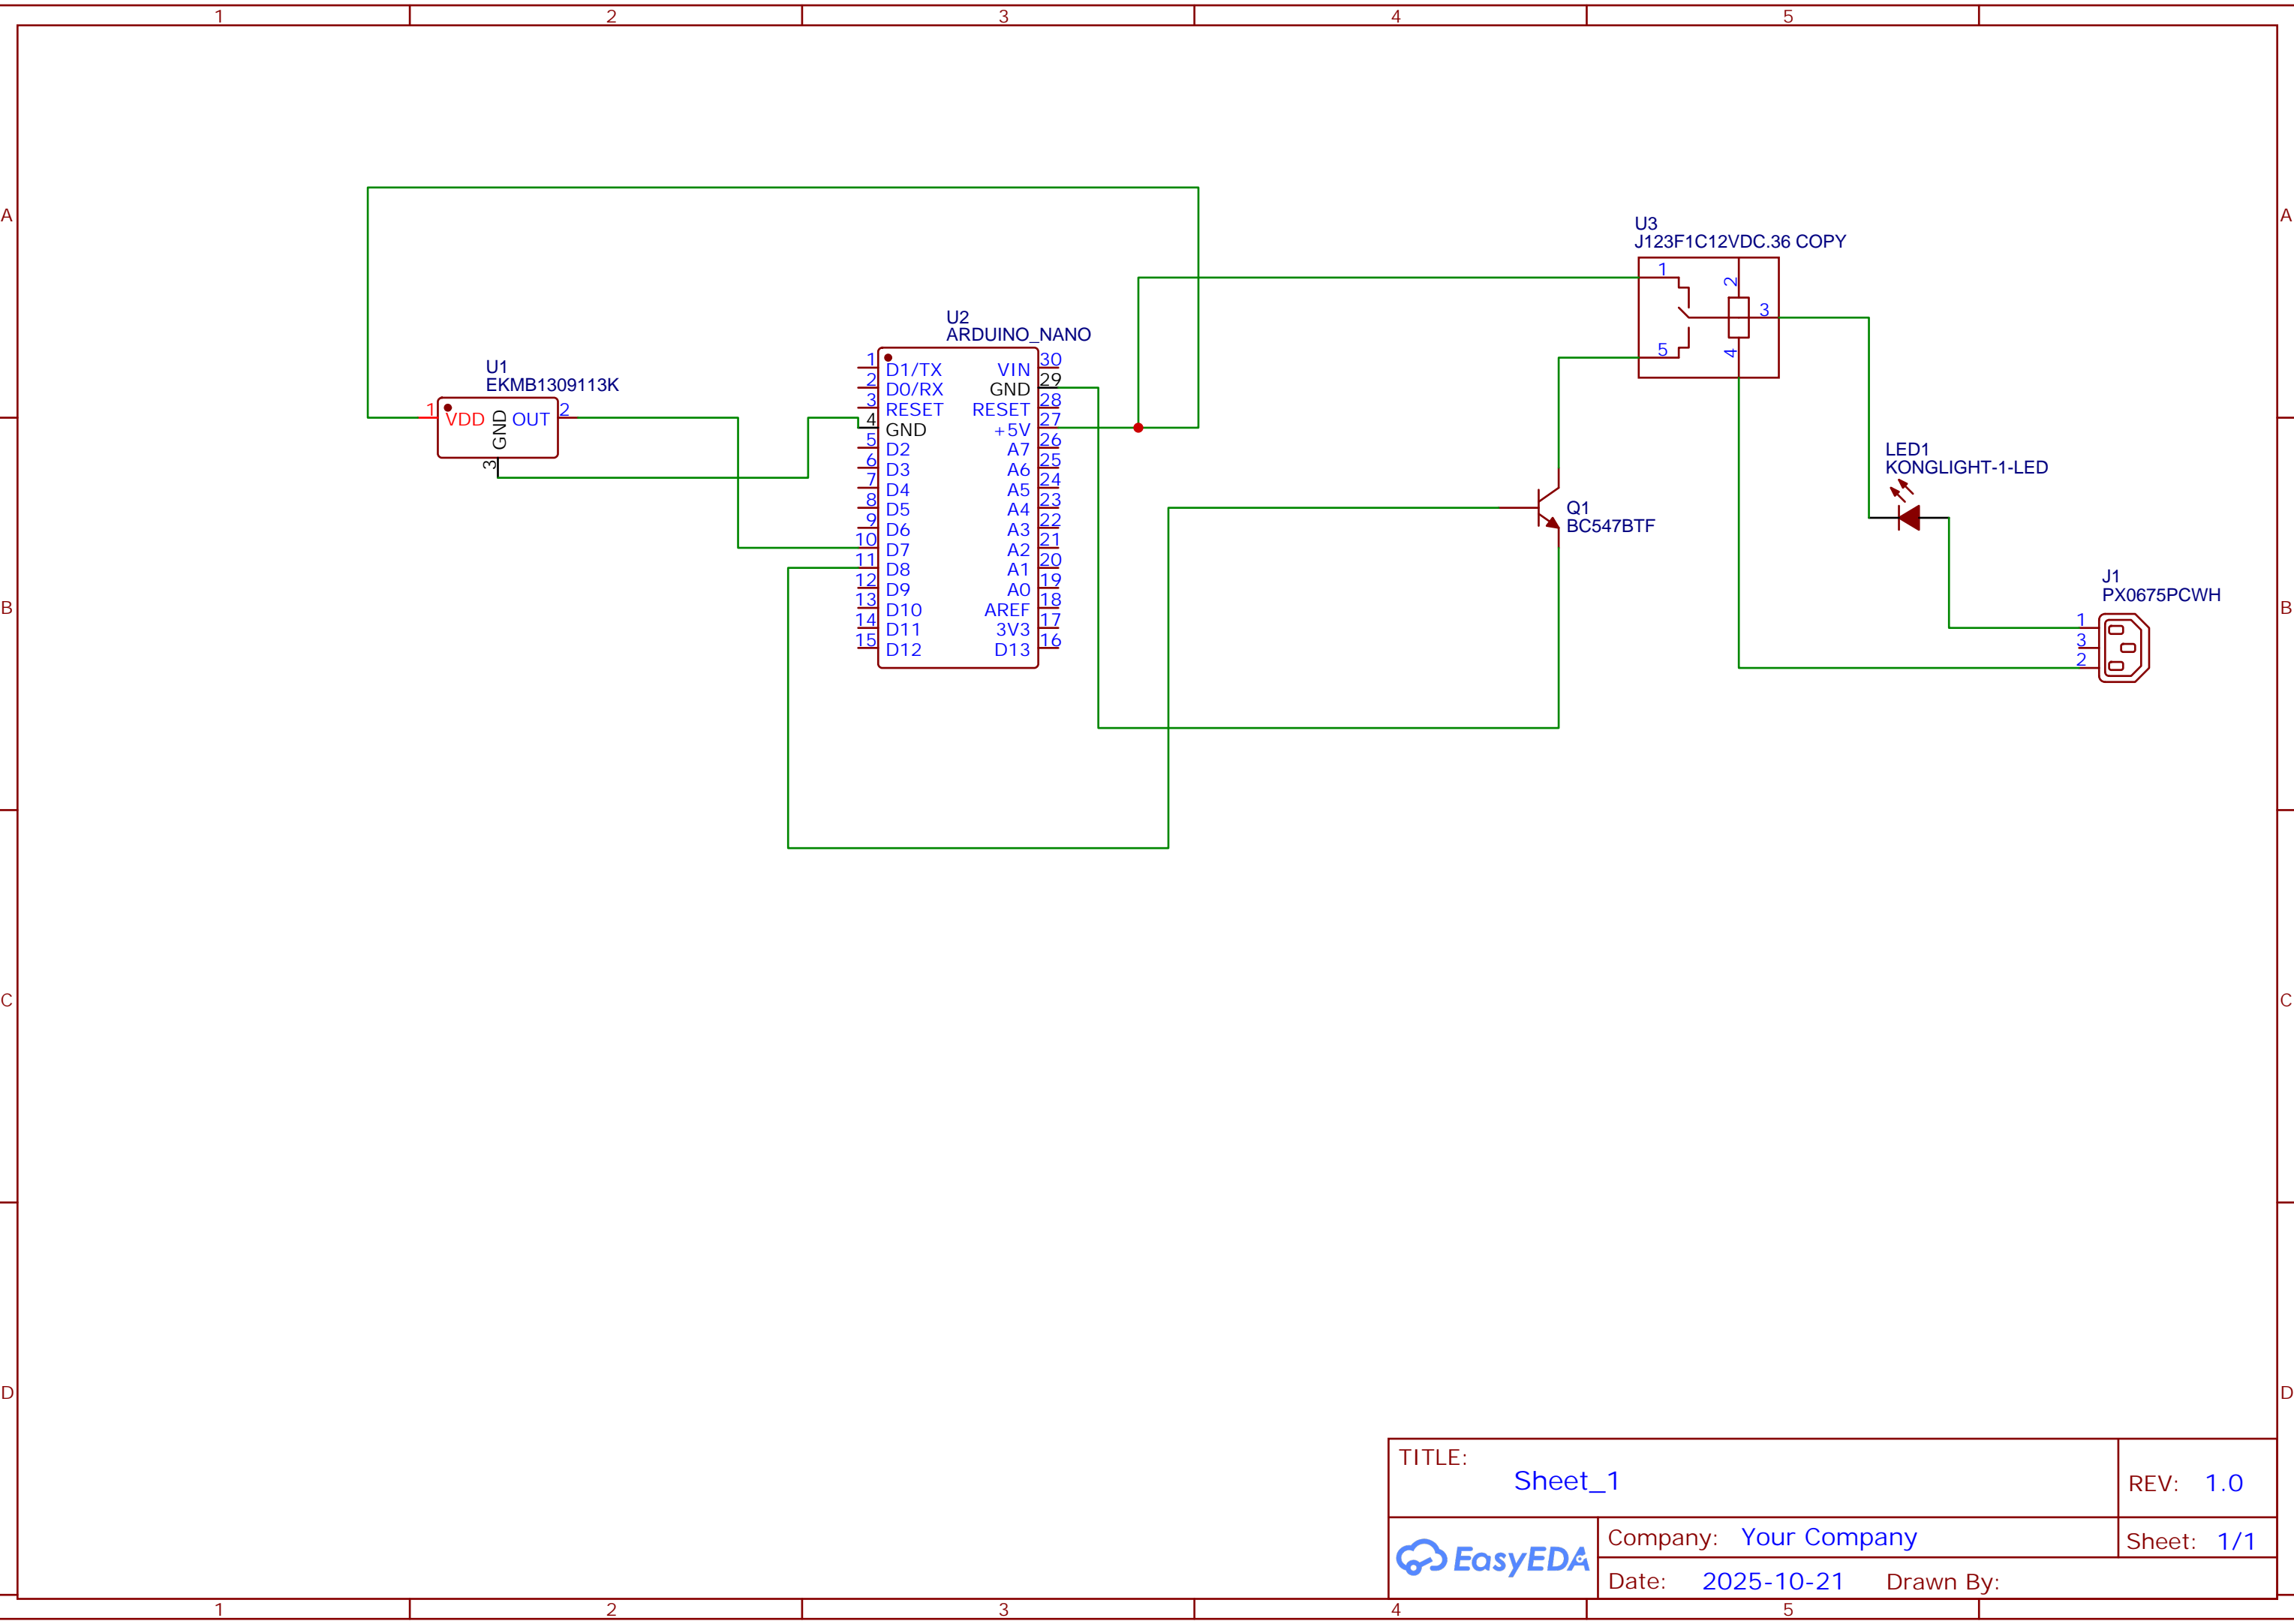 1 2 3 4 5
A A
U3
J123F1C12VDC.36 COPY
1 2 3 4 5
U2
ARDUINO_NANO
1 D1/TX VIN 30
2 D0/RX GND 29
3 RESET RESET 28
4 GND +5V 27
5 D2 A7 26
6 D3 A6 25
7 D4 A5 24
8 D5 A4 23
9 D6 A3 22
10 D7 A2 21
11 D8 A1 20
12 D9 A0 19
13 D10 AREF 18
14 D11 3V3 17
15 D12 D13 16
U1
EKMB1309113K
1 VDD GND OUT 2
3
LED1
KONGLIGHT-1-LED
Q1
BC547BTF
J1
PX0675PCWH
1
3
2
B B
C C
D D
TITLE:
Sheet_1
REV: 1.0
EasyEDA
Company: Your Company
Sheet: 1/1
Date: 2025-10-21 Drawn By:
1 2 3 4 5